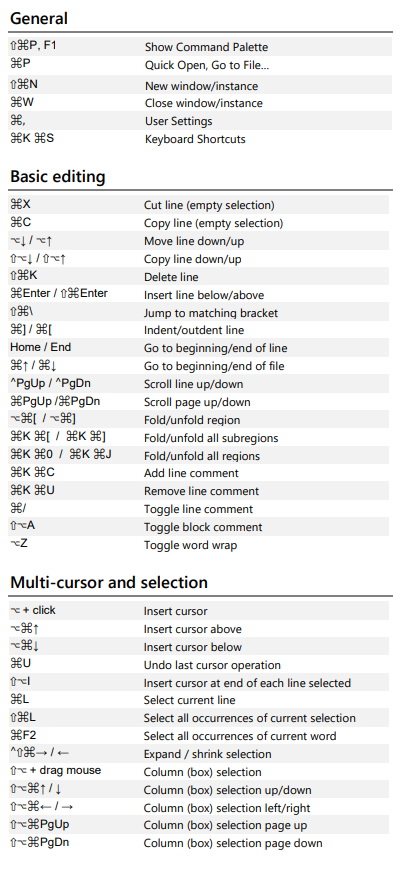 General
⇧⌘P, F1 Show Command Palette
⌘P Quick Open, Go to File…
⇧⌘N New window/instance
⌘W Close window/instance
⌘, User Settings
⌘K ⌘S Keyboard Shortcuts
Basic editing
⌘X Cut line (empty selection)
⌘C Copy line (empty selection)
⌥↓ / ⌥↑ Move line down/up
⇧⌥↓ / ⇧⌥↑ Copy line down/up
⇧⌘K Delete line
⌘Enter / ⇧⌘Enter Insert line below/above
⇧⌘\ Jump to matching bracket
⌘] / ⌘[ Indent/outdent line
Home / End Go to beginning/end of line
⌘↑ / ⌘↓ Go to beginning/end of file
^PgUp / ^PgDn Scroll line up/down
⌘PgUp /⌘PgDn Scroll page up/down
⌥⌘[ / ⌥⌘] Fold/unfold region
⌘K ⌘[ / ⌘K ⌘] Fold/unfold all subregions
⌘K ⌘0 / ⌘K ⌘J Fold/unfold all regions
⌘K ⌘C Add line comment
⌘K ⌘U Remove line comment
⌘/ Toggle line comment
⇧⌥A Toggle block comment
⌥Z Toggle word wrap
Multi-cursor and selection
⌥ + click Insert cursor
⌥⌘↑ Insert cursor above
⌥⌘↓ Insert cursor below
⌘U Undo last cursor operation
⇧⌥I Insert cursor at end of each line selected
⌘L Select current line
⇧⌘L Select all occurrences of current selection
⌘F2 Select all occurrences of current word
^⇧⌘→ / ← Expand / shrink selection
⇧⌥ + drag mouse Column (box) selection
⇧⌥⌘↑ / ↓ Column (box) selection up/down
⇧⌥⌘← / → Column (box) selection left/right
⇧⌥⌘PgUp Column (box) selection page up
⇧⌥⌘PgDn Column (box) selection page down